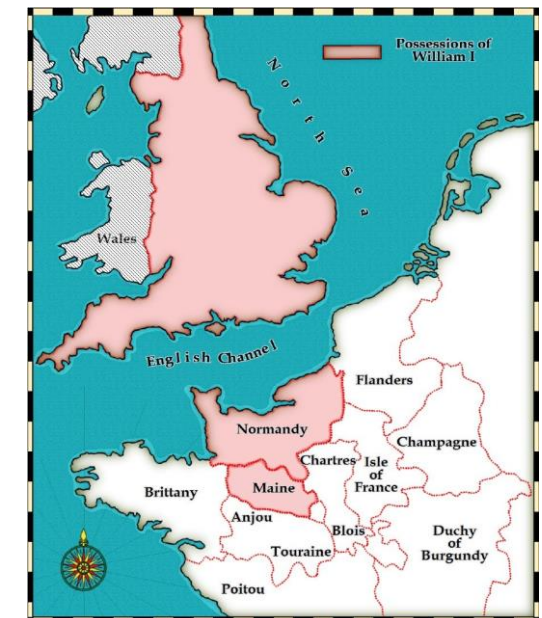 Possessions of
William I
North Sea
Wales
English Channel
Flanders
Normandy
Champagne
Chartres
Isle
of
France
Maine
Brittany
Anjou
Blois
Duchy
of
Burgundy
Touraine
Poitou